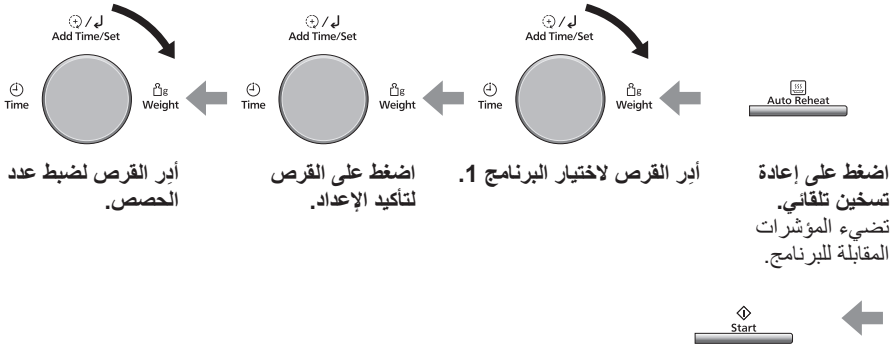 Auto Reheat
اضغط على إعادة
تسخين تلقائي.
تضيء المؤشرات
المقابلة للبرنامج.
Add Time/Set
Time
g
Weight
أدِر القرص لاختيار البرنامج 1.
Add Time/Set
Time
g
Weight
اضغط على القرص
لتأكيد الإعداد.
Add Time/Set
Time
g
Weight
أدِر القرص لضبط عدد
الحصص.
Start